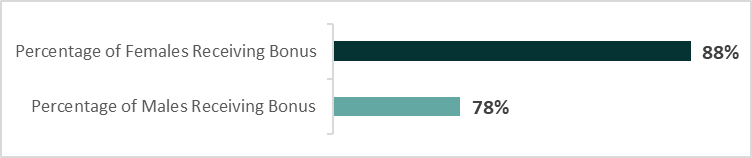 Percentage of Females Receiving Bonus 88%
Percentage of Males Receiving Bonus 78%